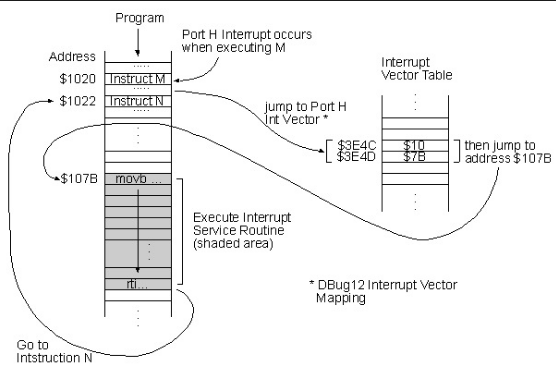 Program
Port H Interrupt occurs
when executing M
Address
$1020 Instruct M
$1022 Instruct N
Interrupt
Vector Table
jump to Port H
Int Vector *
$3E4C $10
$3E4D $7B
then jump to
address $107B
$107B movb ...
Execute Interrupt
Service Routine
(shaded area)
rti...
* DBug12 Interrupt Vector
Mapping
Go to
Intstruction N